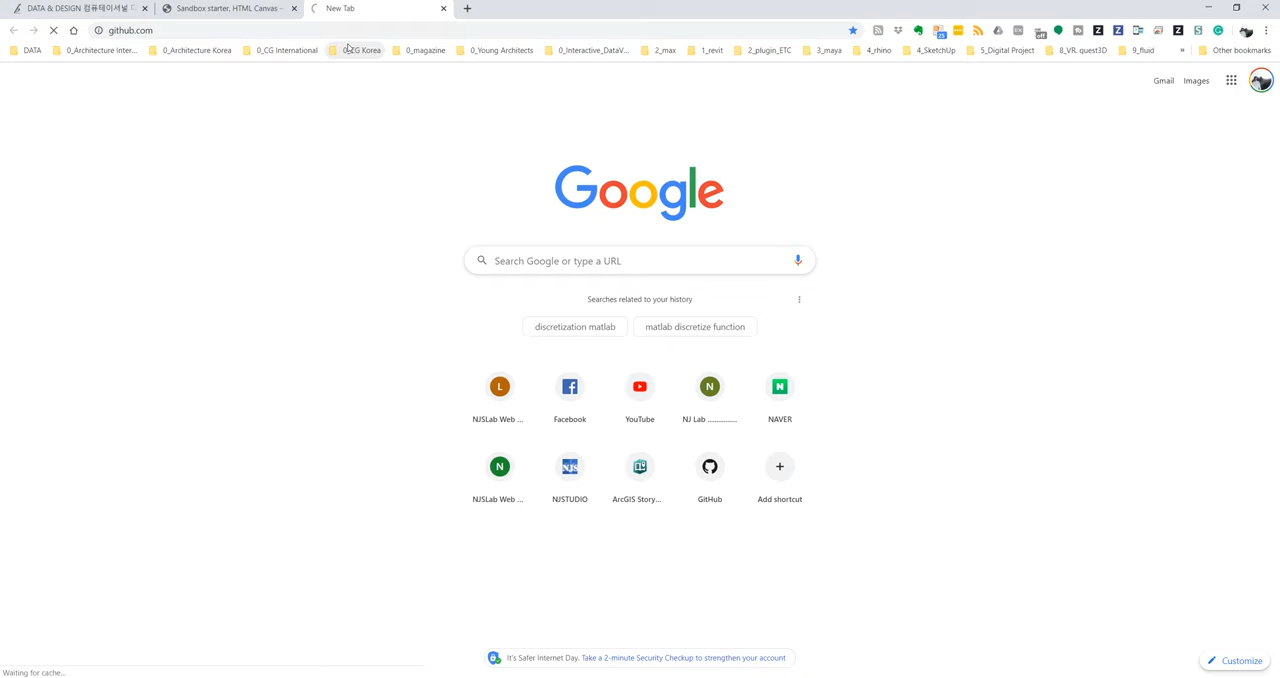 DATA & DESIGN 컴퓨테이셔널
Sandbox starter, HTML Canvas -
New Tab
github.com
DATA
0_Architecture Inter...
0_Architecture Korea
0_CG International
0_CG Korea
0_magazine
0_Young Architects
0_Interactive_DataV...
2_max
1_revit
2_plugin_ETC
3_maya
4_rhino
4_SketchUp
5_Digital Project
8_VR. quest3D
9_fluid
»
Other bookmarks
Gmail
Images
Google
Search Google or type a URL
Searches related to your history
discretization matlab
matlab discretize function
L
N
N
NJSLab Web ...
Facebook
YouTube
NJ Lab ...............
NAVER
N
NJS
NJSLab Web ...
NJSTUDIO
ArcGIS Story...
GitHub
Add shortcut
It's Safer Internet Day. Take a 2-minute Security Checkup to strengthen your account
Customize
Waiting for cache...